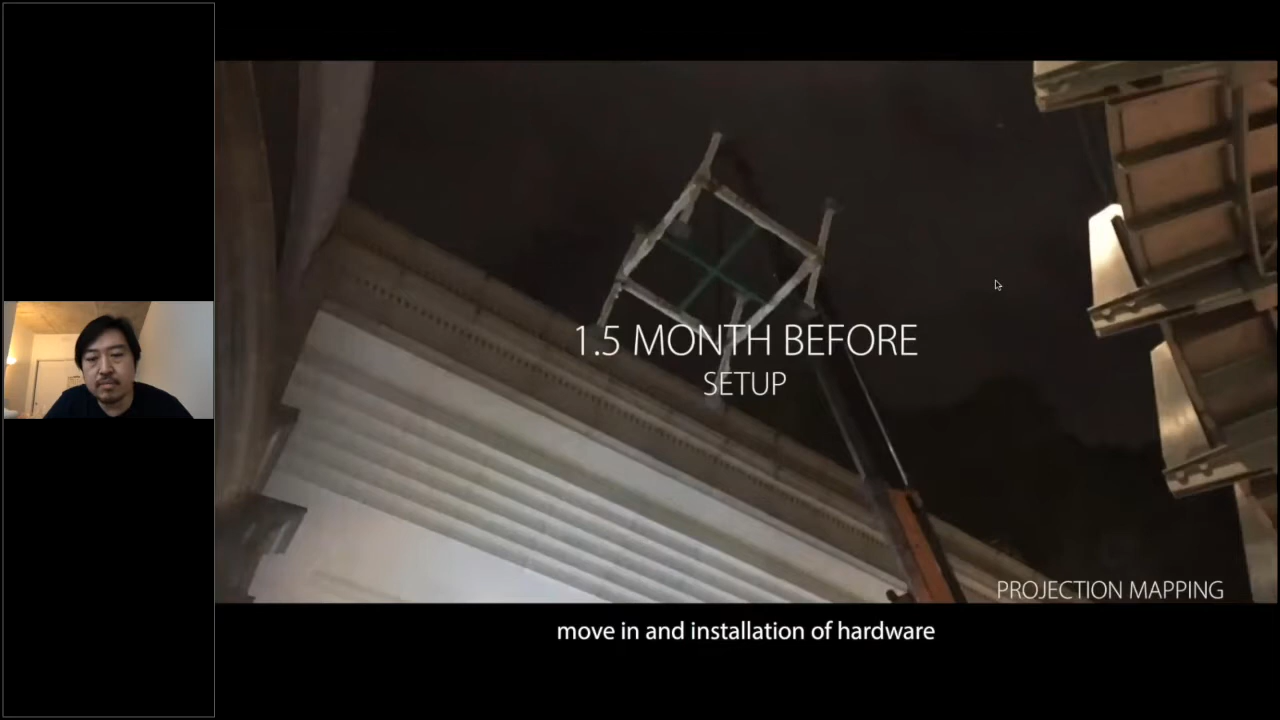 1.5 MONTH BEFORE
SETUP
PROJECTION MAPPING
move in and installation of hardware